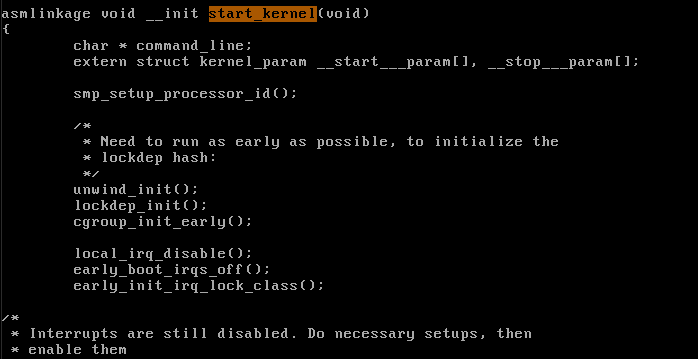 asmlinkage void __init start_kernel(void)
{
        char * command_line;
        extern struct kernel_param __start___param[], __stop___param[];

        smp_setup_processor_id();

        /*
         * Need to run as early as possible, to initialize the
         * lockdep hash:
         */
        unwind_init();
        lockdep_init();
        cgroup_init_early();

        local_irq_disable();
        early_boot_irqs_off();
        early_init_irq_lock_class();

/*
 * Interrupts are still disabled. Do necessary setups, then
 * enable them